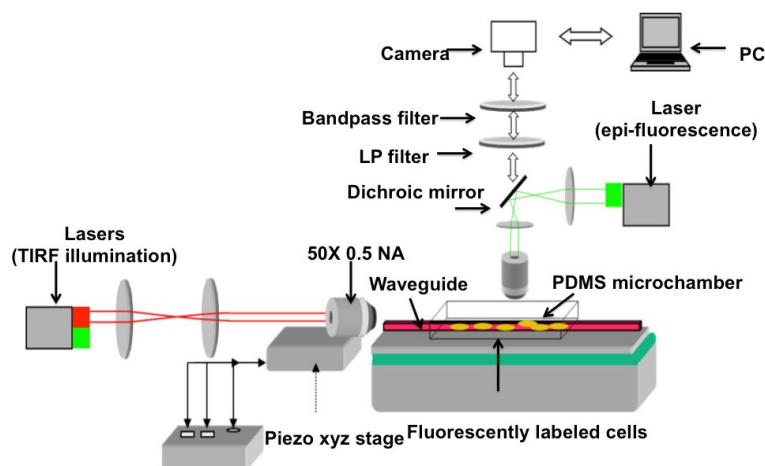 Camera
PC
Bandpass filter
Laser
(epi-fluorescence)
LP filter
Dichroic mirror
Lasers
(TIRF illumination)
50X 0.5 NA
Waveguide
PDMS microchamber
Piezo xyz stage
Fluorescently labeled cells